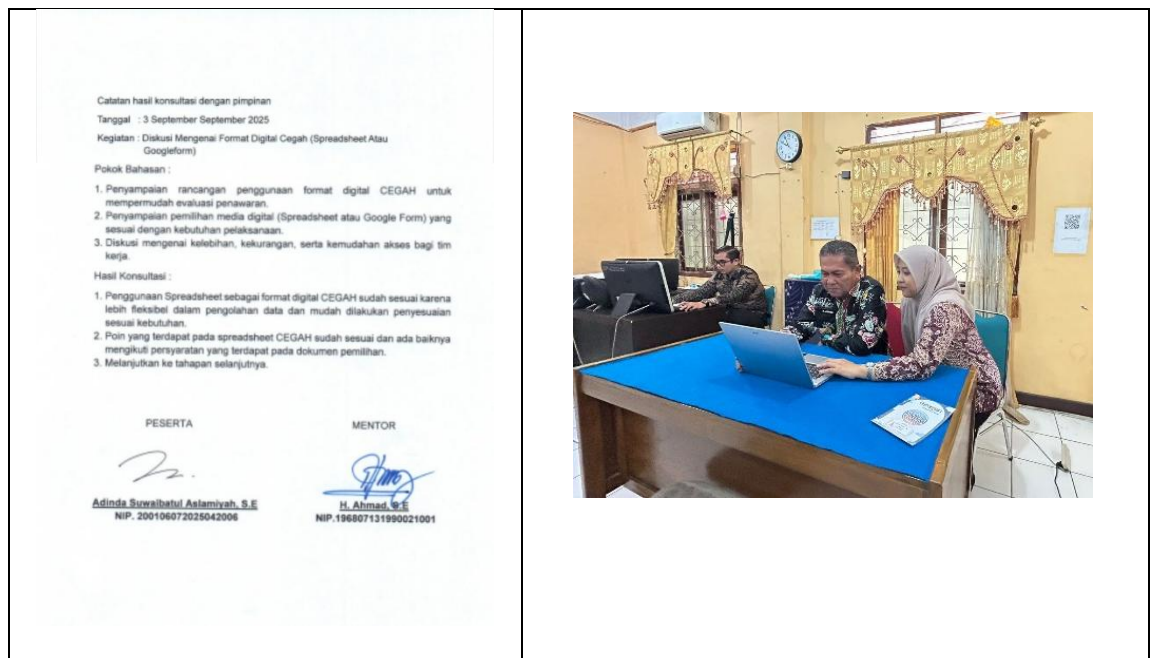 Catatan hasil konsultasi dengan pimpinan
Tanggal : 3 September September 2025
Kegiatan : Diskusi Mengenai Format Digital Cegah (Spreadsheet Atau
Googleform)
Pokok Bahasan :
1. Penyampaian rancangan penggunaan format digital CEGAH untuk
mempermudah evaluasi penawaran.
2. Penyampaian pemilihan media digital (Spreadsheet atau Google Form) yang
sesuai dengan kebutuhan pelaksanaan.
3. Diskusi mengenai kelebihan, kekurangan, serta kemudahan akses bagi tim
kerja.
Hasil Konsultasi :
1. Penggunaan Spreadsheet sebagai format digital CEGAH sudah sesuai karena
lebih fleksibel dalam pengolahan data dan mudah dilakukan penyesuaian
sesuai kebutuhan.
2. Poin yang terdapat pada spreadsheet CEGAH sudah sesuai dan ada baiknya
mengikuti persyaratan yang terdapat pada dokumen pemilihan.
3. Melanjutkan ke tahapan selanjutnya.
PESERTA
MENTOR
Adinda Suwaibatul Aslamiyah, S.E
H. Ahmad, S.E
NIP. 200106072025042006
NIP.196807131990021001